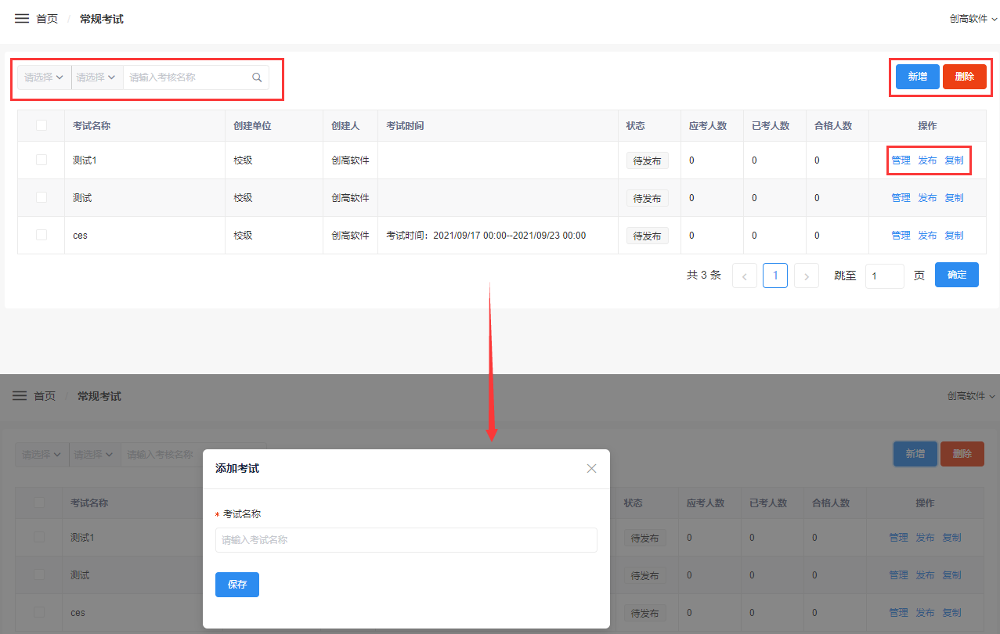 首页 / 常规考试 创高软件
请选择 请选择 请输入考核名称 新增 删除
考试名称 创建单位 创建人 考试时间 状态 应考人数 已考人数 合格人数 操作
测试1 校级 创高软件 待发布 0 0 0 管理 发布 复制
测试 校级 创高软件 待发布 0 0 0 管理 发布 复制
ces 校级 创高软件 考试时间：2021/09/17 00:00--2021/09/23 00:00 待发布 0 0 0 管理 发布 复制
共 3 条 < 1 > 跳至 1 页 确定
首页 / 常规考试 创高软件
请选择 请选择 请输入考核名称 新增 删除
添加考试
考试名称 状态 应考人数 已考人数 合格人数 操作
* 考试名称
测试1 请输入考试名称 待发布 0 0 0 管理 发布 复制
测试 保存 待发布 0 0 0 管理 发布 复制
ces 待发布 0 0 0 管理 发布 复制